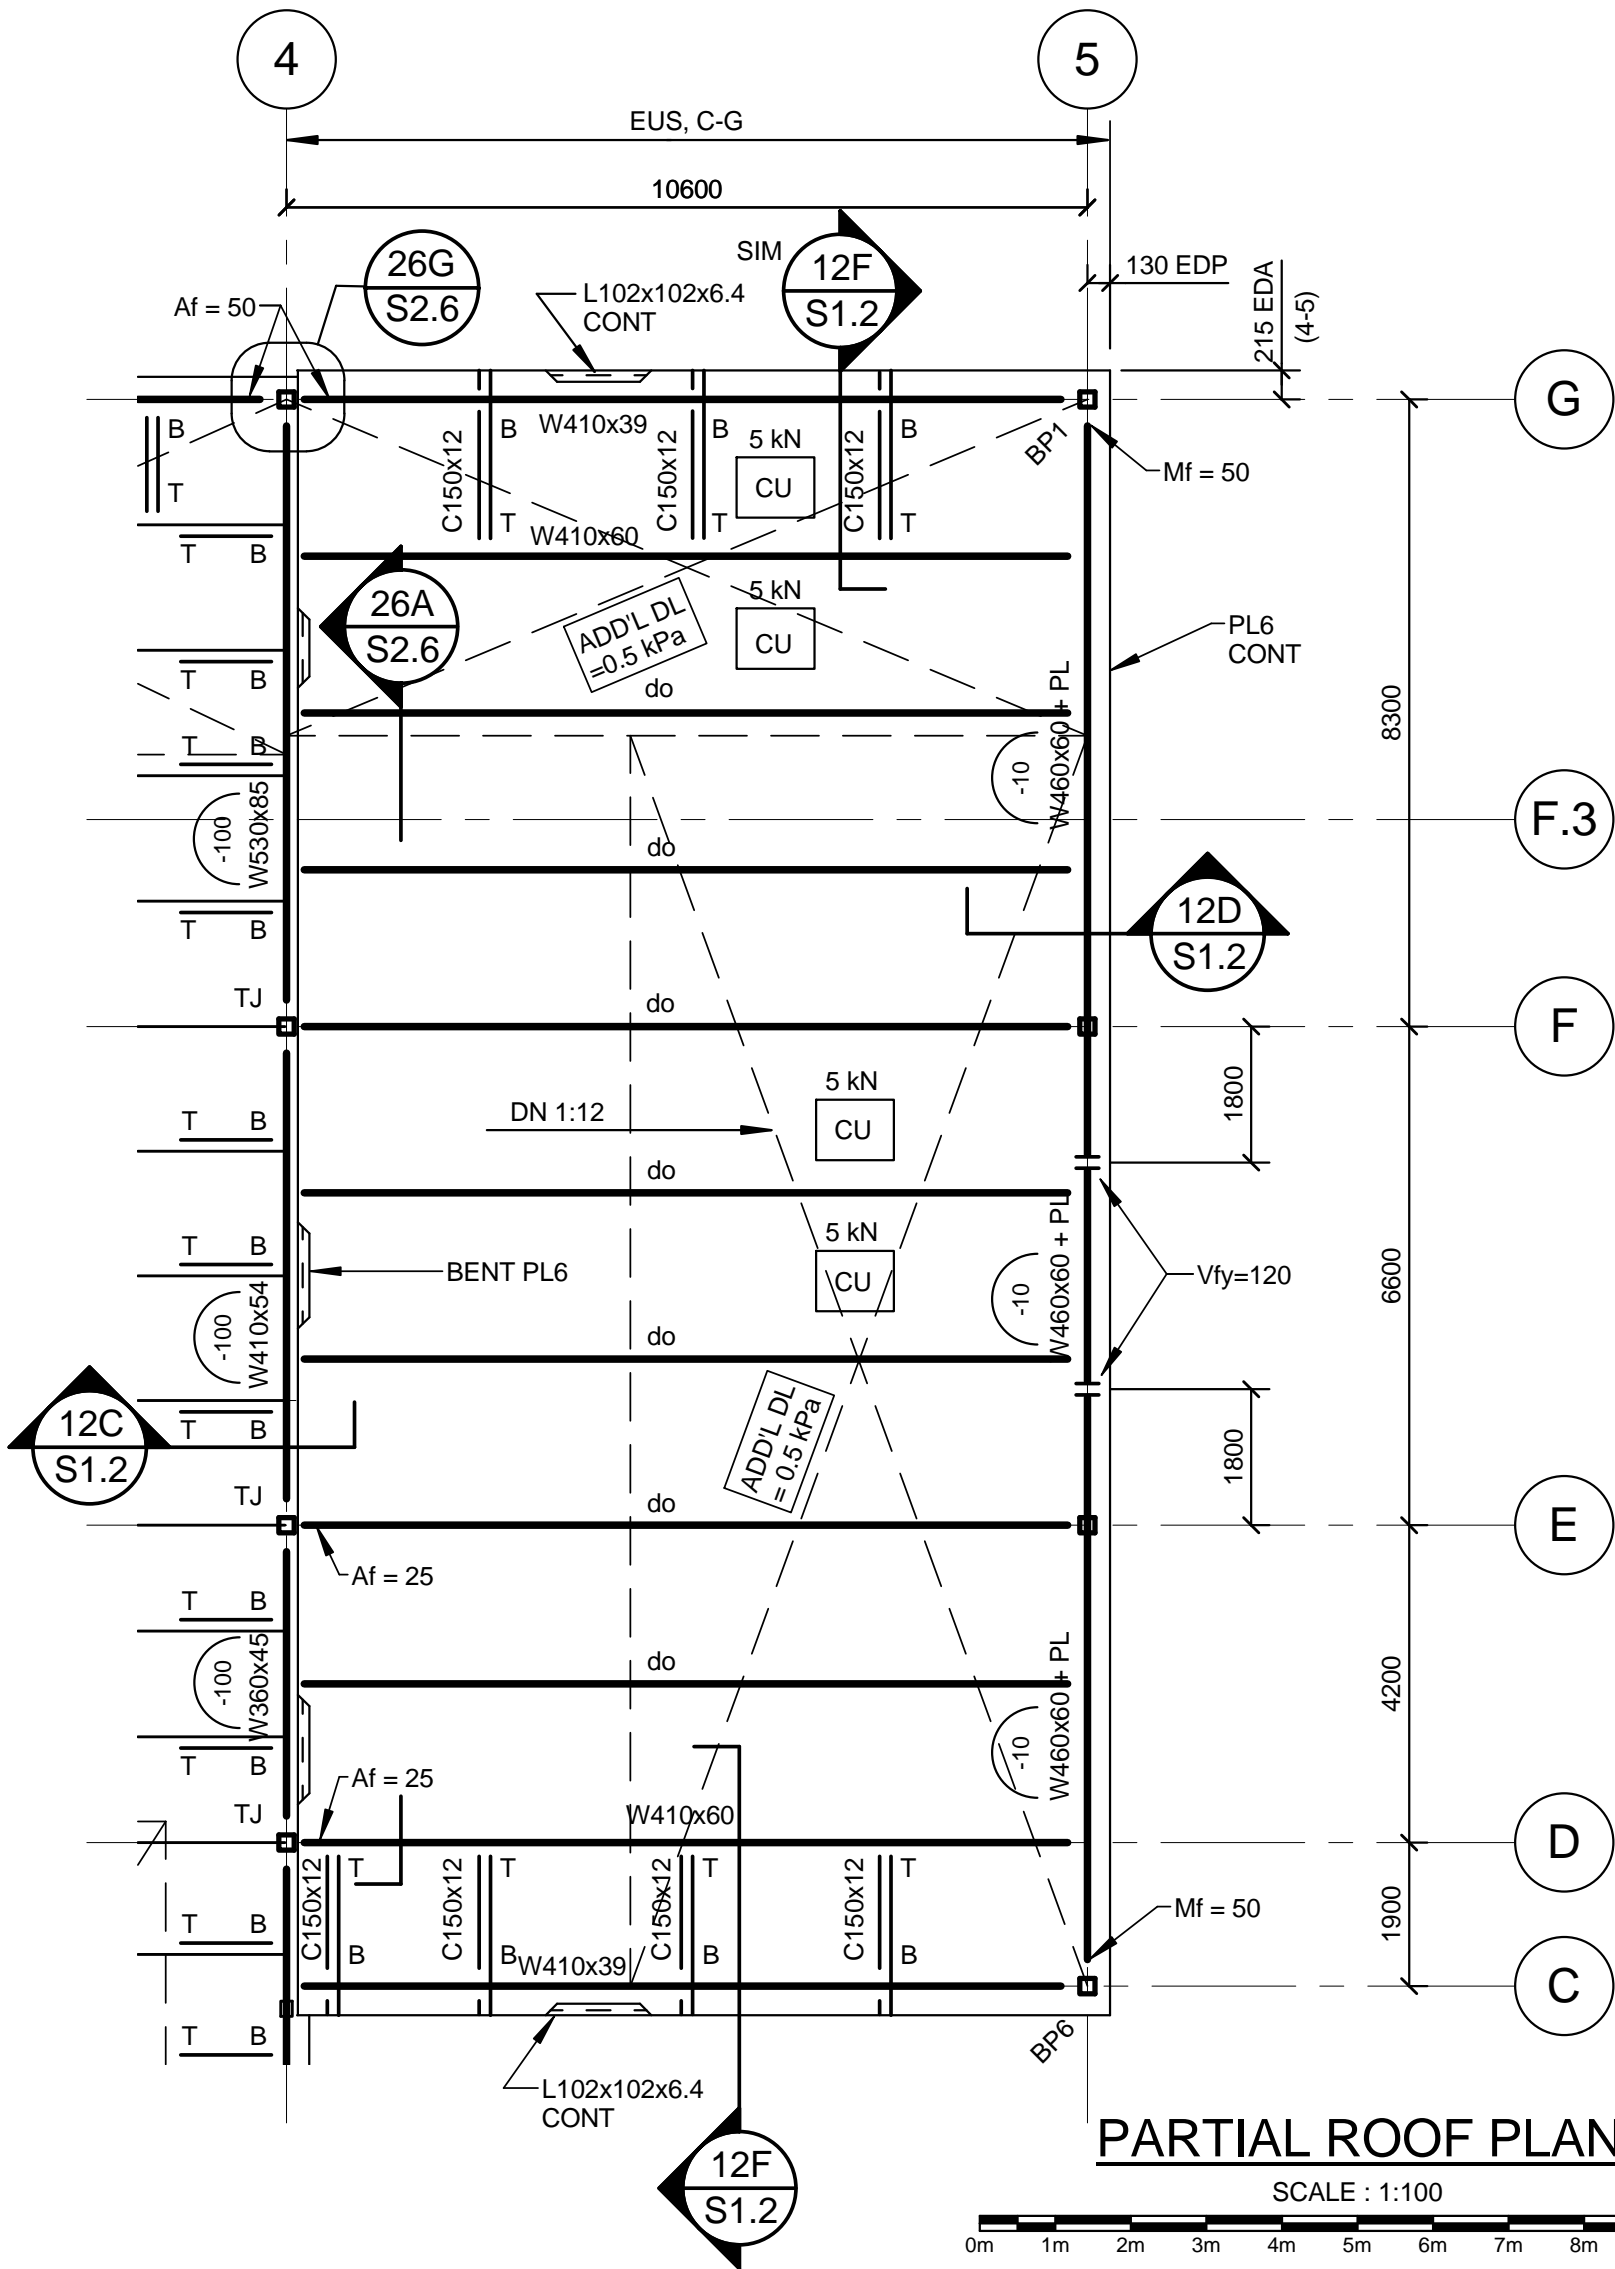 4
5
EUS, C-G
10600
26G
S2.6
SIM
12F
S1.2
130 EDP
215 EDA
(4-5)
Af = 50
L102x102x6.4
CONT
G
B
T
C150x12
B
T
W410x39
C150x12
B
T
5 kN
CU
C150x12
B
T
BP1
Mf = 50
W410x60
T B
26A
S2.6
ADD'L DL
=0.5 kPa
5 kN
CU
PL6
CONT
T B
do
W460x60 + PL
-10
8300
T B
-100
W530x85
F.3
do
T B
12D
S1.2
TJ
do
F
1800
T B
DN 1:12
5 kN
CU
do
T B
BENT PL6
5 kN
CU
W460x60 + PL
-10
Vfy=120
6600
-100
W410x54
do
12C
S1.2
T B
ADD'L DL
= 0.5 kPa
1800
TJ
do
E
Af = 25
T B
-100
W360x45
do
W460x60 + PL
-10
4200
T B
Af = 25
TJ
W410x60
D
C150x12
T
B
C150x12
T
B
C150x12
T
B
C150x12
T
B
T B
W410x39
Mf = 50
1900
C
T B
BP6
L102x102x6.4
CONT
12F
S1.2
PARTIAL ROOF PLAN
SCALE : 1:100
0m 1m 2m 3m 4m 5m 6m 7m 8m